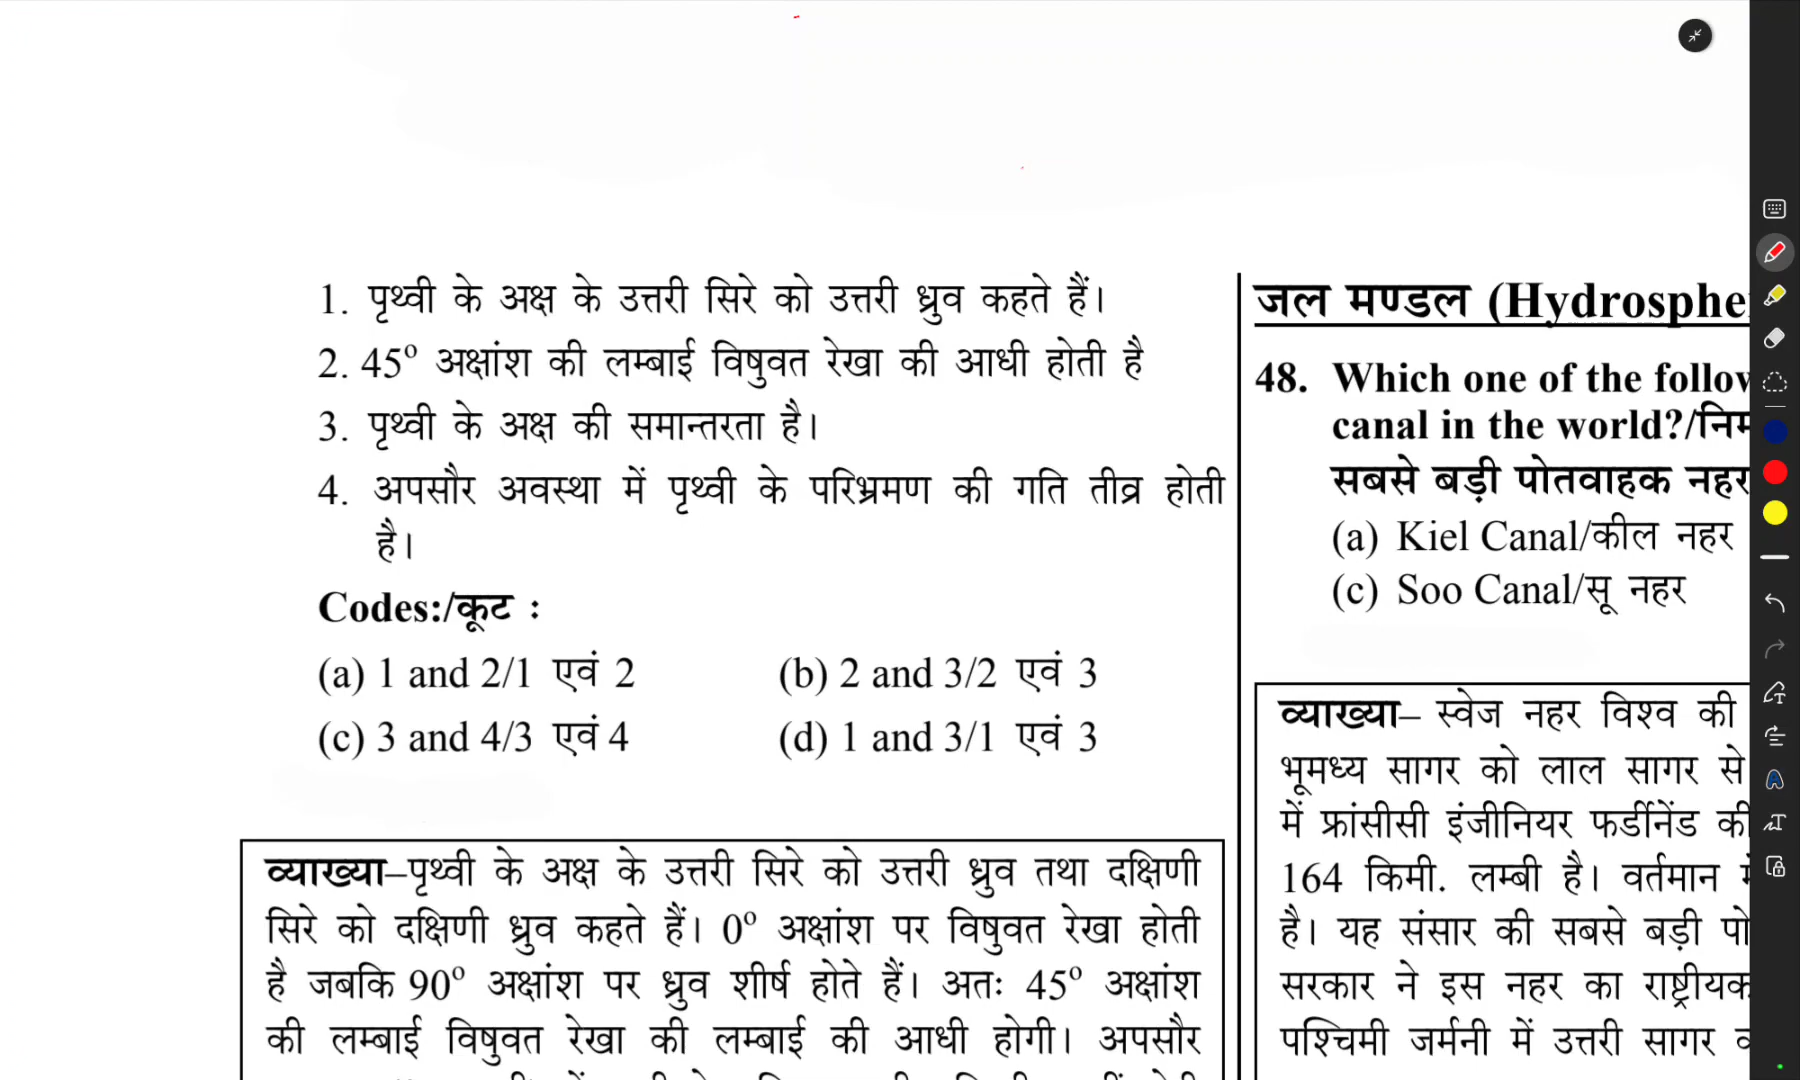 1. पृथ्वी के अक्ष के उत्तरी सिरे को उत्तरी ध्रुव कहते हैं।
2. 45° अक्षांश की लम्बाई विषुवत रेखा की आधी होती है
3. पृथ्वी के अक्ष की समान्तरता है।
4. अपसौर अवस्था में पृथ्वी के परिभ्रमण की गति तीव्र होती
है।
Codes:/कूट :
(a) 1 and 2/1 एवं 2 (b) 2 and 3/2 एवं 3
(c) 3 and 4/3 एवं 4 (d) 1 and 3/1 एवं 3
व्याख्या–पृथ्वी के अक्ष के उत्तरी सिरे को उत्तरी ध्रुव तथा दक्षिणी
सिरे को दक्षिणी ध्रुव कहते हैं। 0° अक्षांश पर विषुवत रेखा होती
है जबकि 90° अक्षांश पर ध्रुव शीर्ष होते हैं। अतः 45° अक्षांश
की लम्बाई विषुवत रेखा की लम्बाई की आधी होगी। अपसौर
जल मण्डल (Hydrosphe
48. Which one of the follow
canal in the world?/निम
सबसे बड़ी पोतवाहक नहर
(a) Kiel Canal/कील नहर
(c) Soo Canal/सू नहर
व्याख्या– स्वेज नहर विश्व की
भूमध्य सागर को लाल सागर से
में फ्रांसीसी इंजीनियर फर्डीनेंड की
164 किमी. लम्बी है। वर्तमान में
है। यह संसार की सबसे बड़ी पो
सरकार ने इस नहर का राष्ट्रीयक
पश्चिमी जर्मनी में उत्तरी सागर व